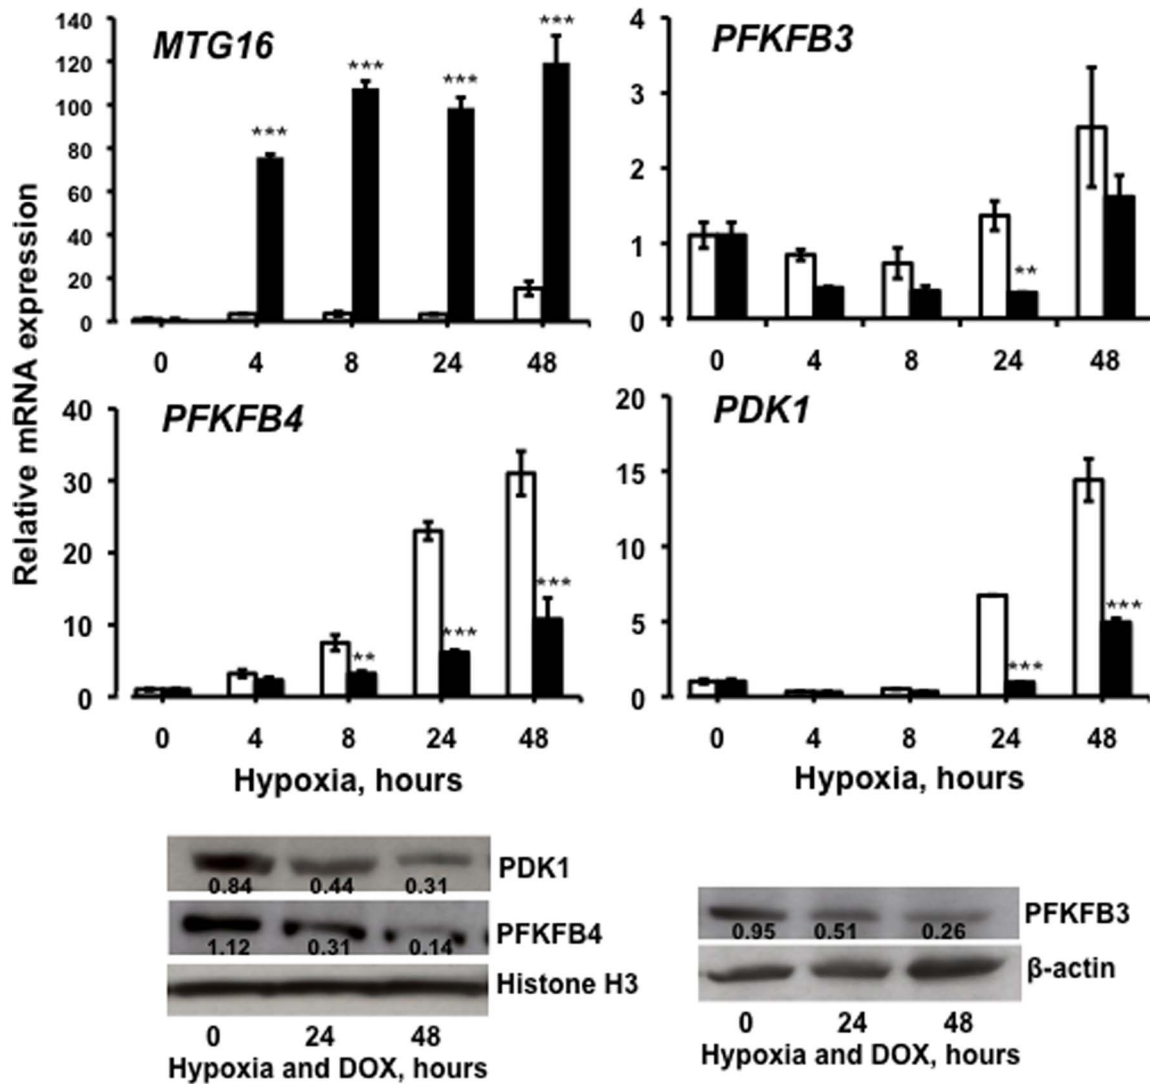 Relative mRNA expression
MTG16
140
120
100
80
60
40
20
0
***
***
***
***
0 4 8 24 48
PFKFB3
4
3
2
1
0
**
0 4 8 24 48
PFKFB4
40
30
20
10
0
**
***
***
0 4 8 24 48
Hypoxia, hours
PDK1
20
15
10
5
0
***
***
0 4 8 24 48
Hypoxia, hours
PDK1
0.84 0.44 0.31
PFKFB4
1.12 0.31 0.14
Histone H3
0 24 48
Hypoxia and DOX, hours
PFKFB3
0.95 0.51 0.26
β-actin
0 24 48
Hypoxia and DOX, hours